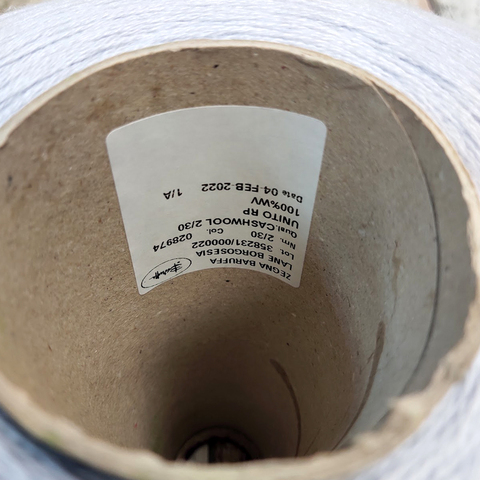 ZEGNA BARUFFA
LANE BORGOSESIA
Lot. 358231/000022
Nm. 2/30 Col. 028974
Qual. CASHWOOL 2/30
UNITO RP
100%WV
Date 04 FEB 2022 1/A